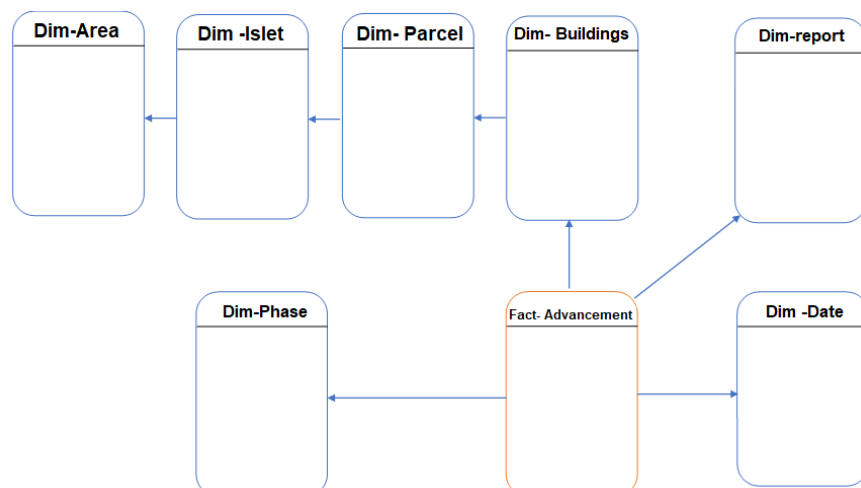 Dim-Area
Dim -Islet
Dim- Parcel
Dim- Buildings
Dim-report
Dim-Phase
Fact- Advancement
Dim -Date